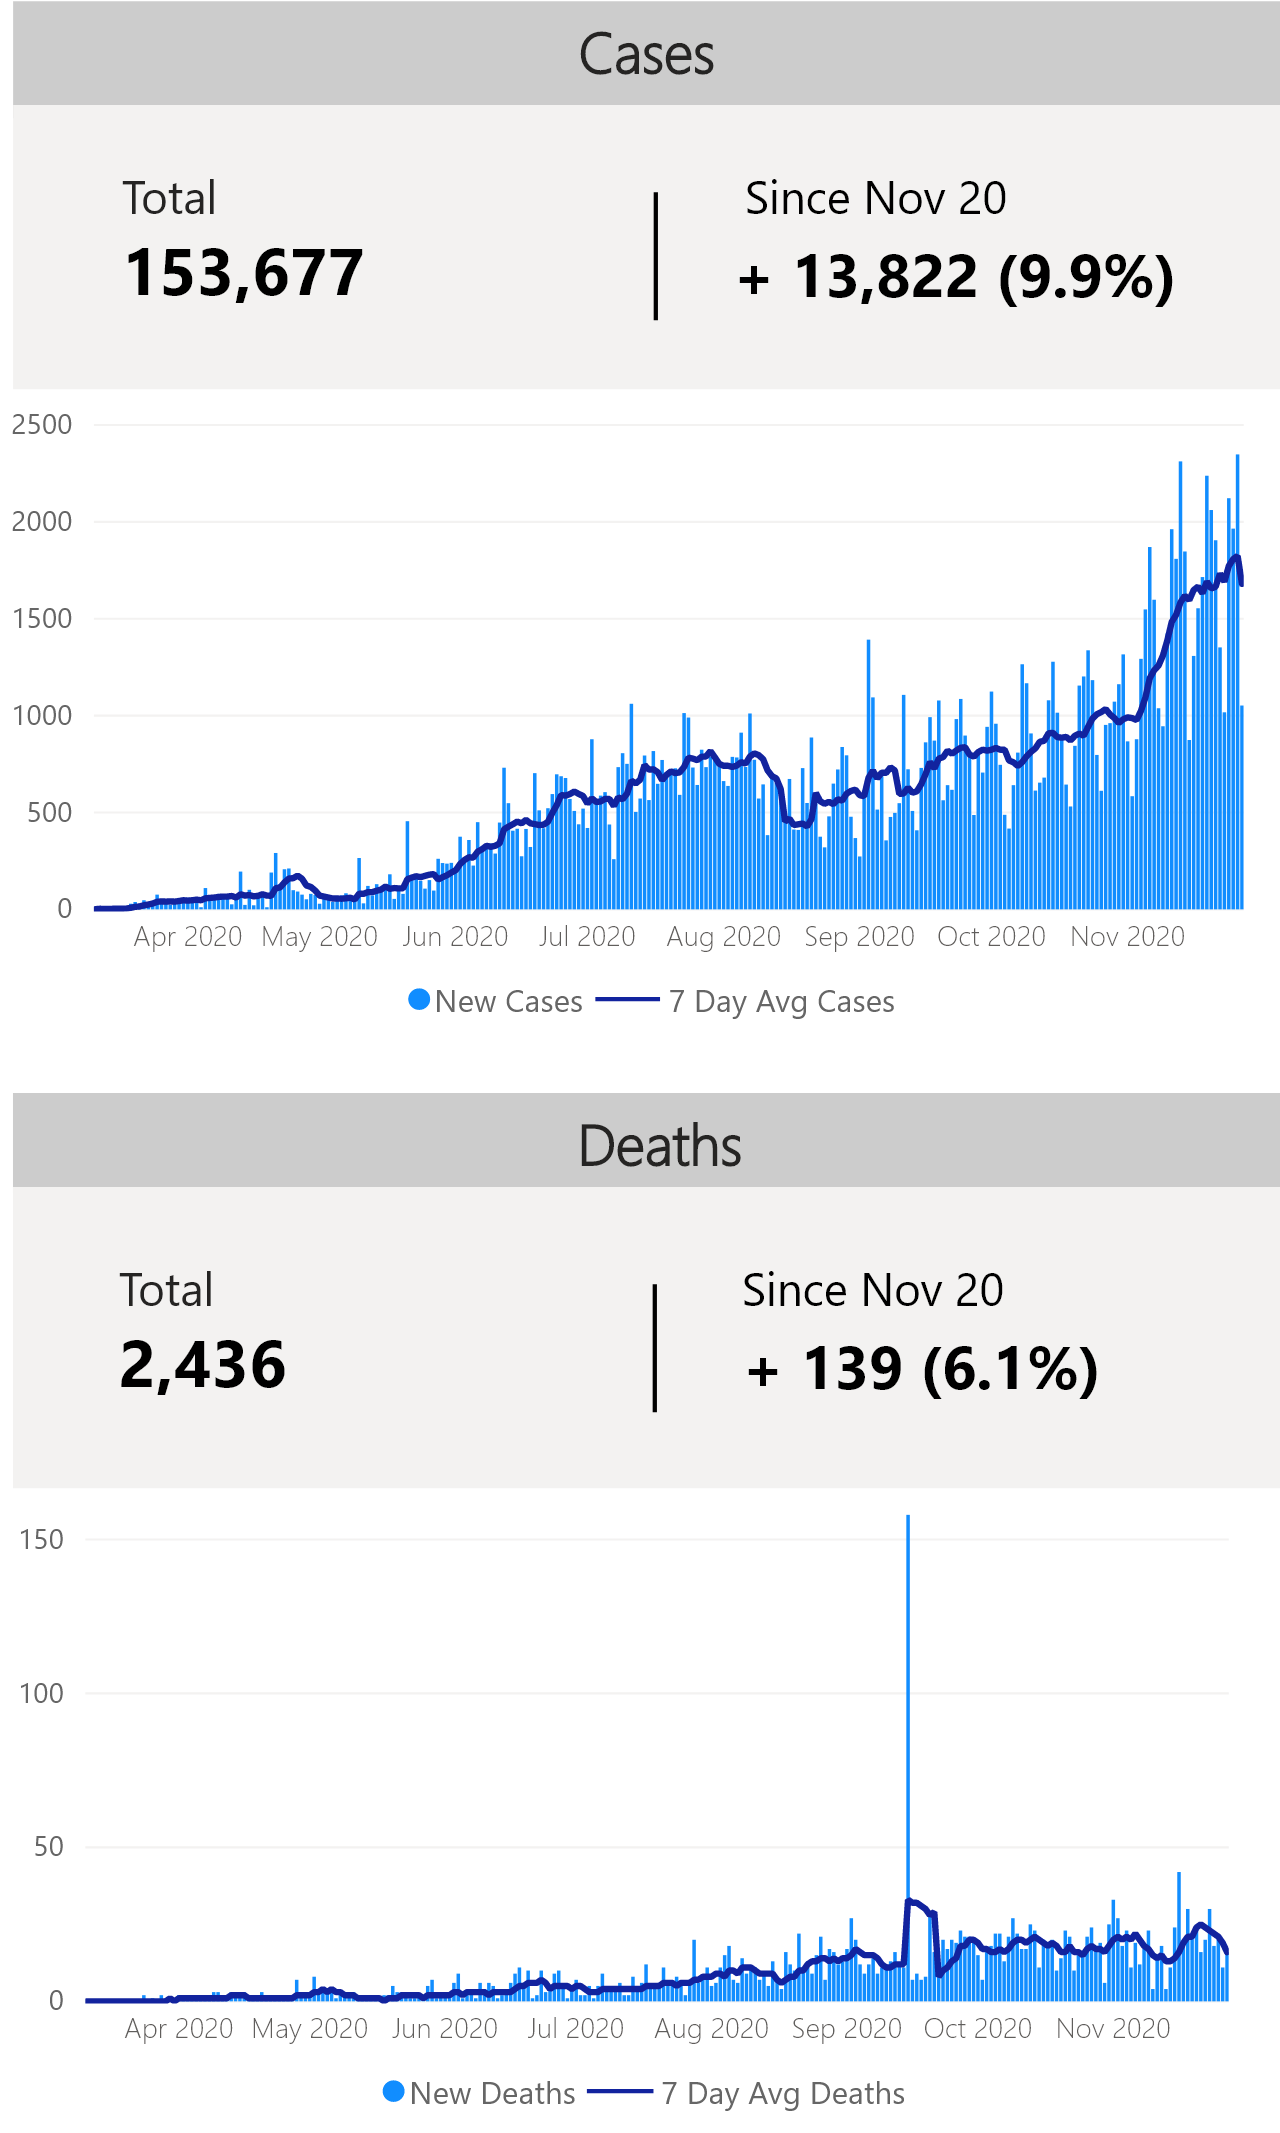 Cases
Total
Since Nov 20
153,677
+ 13,822 (9.9%)
2500
2000
1500
1000
500
0
Apr 2020 May 2020 Jun 2020 Jul 2020 Aug 2020 Sep 2020 Oct 2020 Nov 2020
New Cases 7 Day Avg Cases
Deaths
Total
Since Nov 20
2,436
+ 139 (6.1%)
150
100
50
0
Apr 2020 May 2020 Jun 2020 Jul 2020 Aug 2020 Sep 2020 Oct 2020 Nov 2020
New Deaths 7 Day Avg Deaths